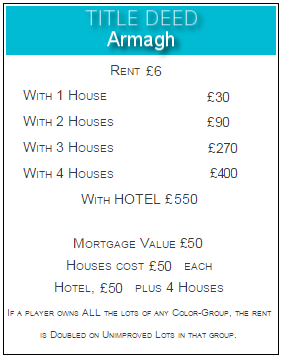 TITLE DEED
Armagh
Rent £6
With 1 House £30
With 2 Houses £90
With 3 Houses £270
With 4 Houses £400
With HOTEL £550
Mortgage Value £50
Houses cost £50 each
Hotel, £50 plus 4 Houses
If a player owns ALL the lots of any Color-Group, the rent
is Doubled on Unimproved Lots in that group.